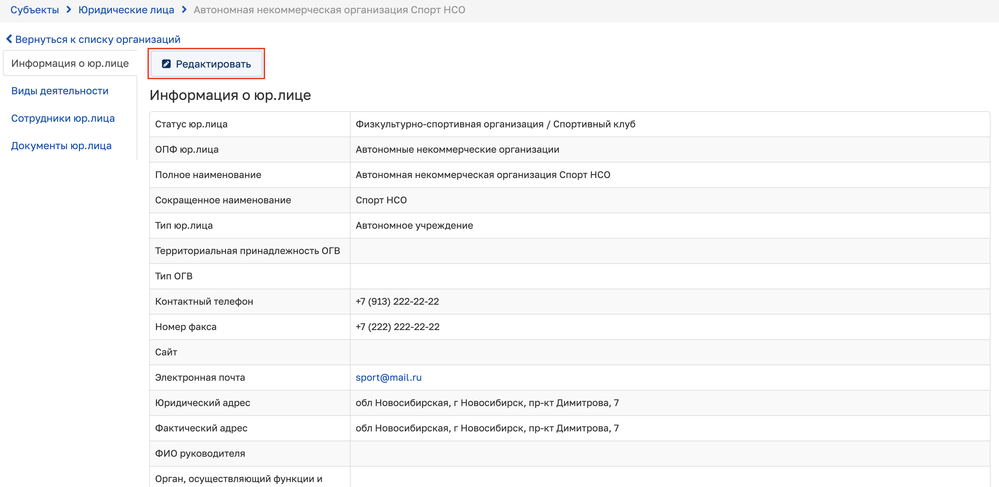 Субъекты > Юридические лица > Автономная некоммерческая организация Спорт НСО
Вернуться к списку организаций
Информация о юр.лице
Виды деятельности
Сотрудники юр.лица
Документы юр.лица
Редактировать
Информация о юр.лице
Статус юр.лица Физкультурно-спортивная организация / Спортивный клуб
ОПФ юр.лица Автономные некоммерческие организации
Полное наименование Автономная некоммерческая организация Спорт НСО
Сокращенное наименование Спорт НСО
Тип юр.лица Автономное учреждение
Территориальная принадлежность ОГВ
Тип ОГВ
Контактный телефон +7 (913) 222-22-22
Номер факса +7 (222) 222-22-22
Сайт
Электронная почта sport@mail.ru
Юридический адрес обл Новосибирская, г Новосибирск, пр-кт Димитрова, 7
Фактический адрес обл Новосибирская, г Новосибирск, пр-кт Димитрова, 7
ФИО руководителя
Орган, осуществляющий функции и